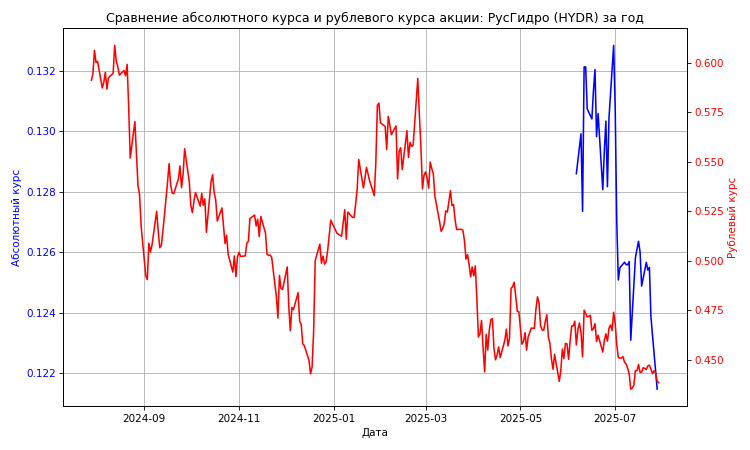 Сравнение абсолютного курса и рублевого курса акции: РусГидро (HYDR) за год
Абсолютный курс
0.132
0.130
0.128
0.126
0.124
0.122
0.600
0.575
0.550
0.525
0.500
0.475
0.450
Рублевый курс
2024-09 2024-11 2025-01 2025-03 2025-05 2025-07
Дата